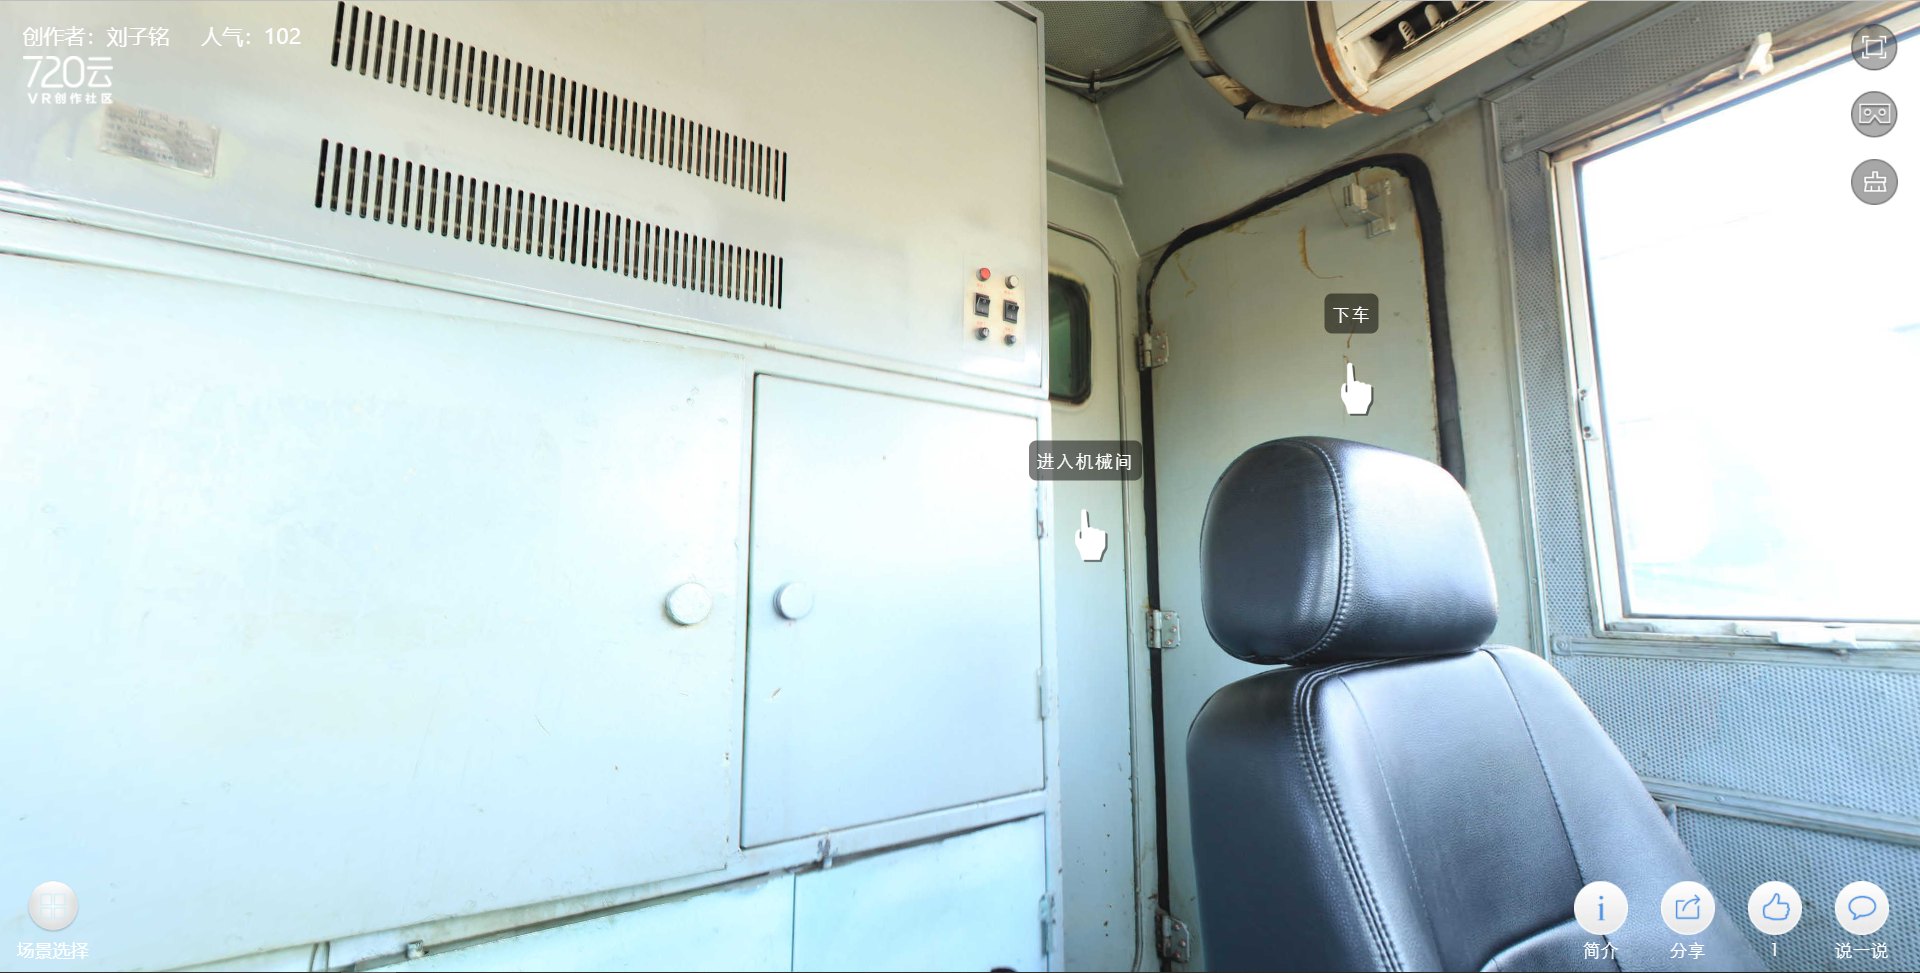 创作者：刘子铭 人气：102
720云
VR创作社区
下车
进入机械间
场景选择
简介
分享
1
说一说